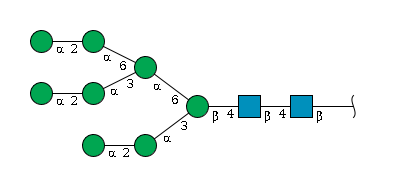 α 2
α 6
α 2 α 3 α 6
β 4 β 4 β
α 2 α 3